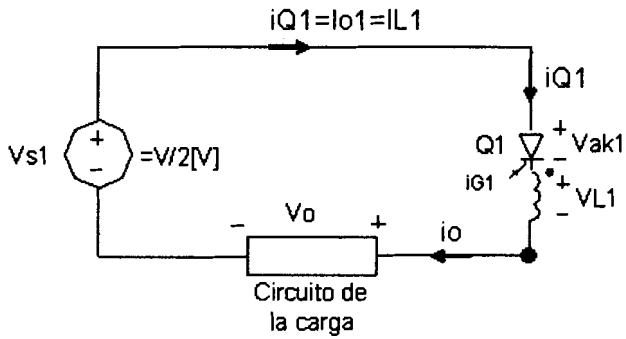 iQ1=Io1=IL1
iQ1
+
Q1
Vak1
-
Vs1
+
-
=V/2[V]
iG1
+
VL1
-
- Vo +
io
Circuito de
la carga